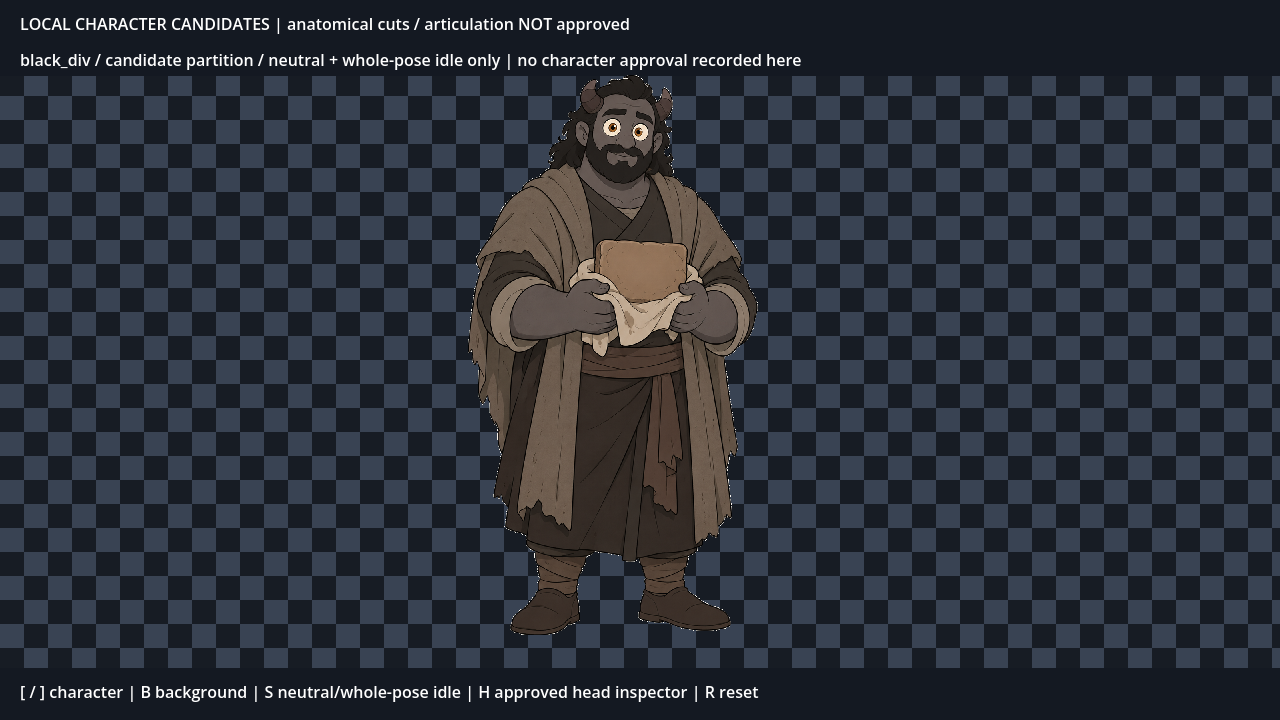 LOCAL CHARACTER CANDIDATES | anatomical cuts / articulation NOT approved
black_div / candidate partition / neutral + whole-pose idle only | no character approval recorded here
[ / ] character | B background | S neutral/whole-pose idle | H approved head inspector | R reset